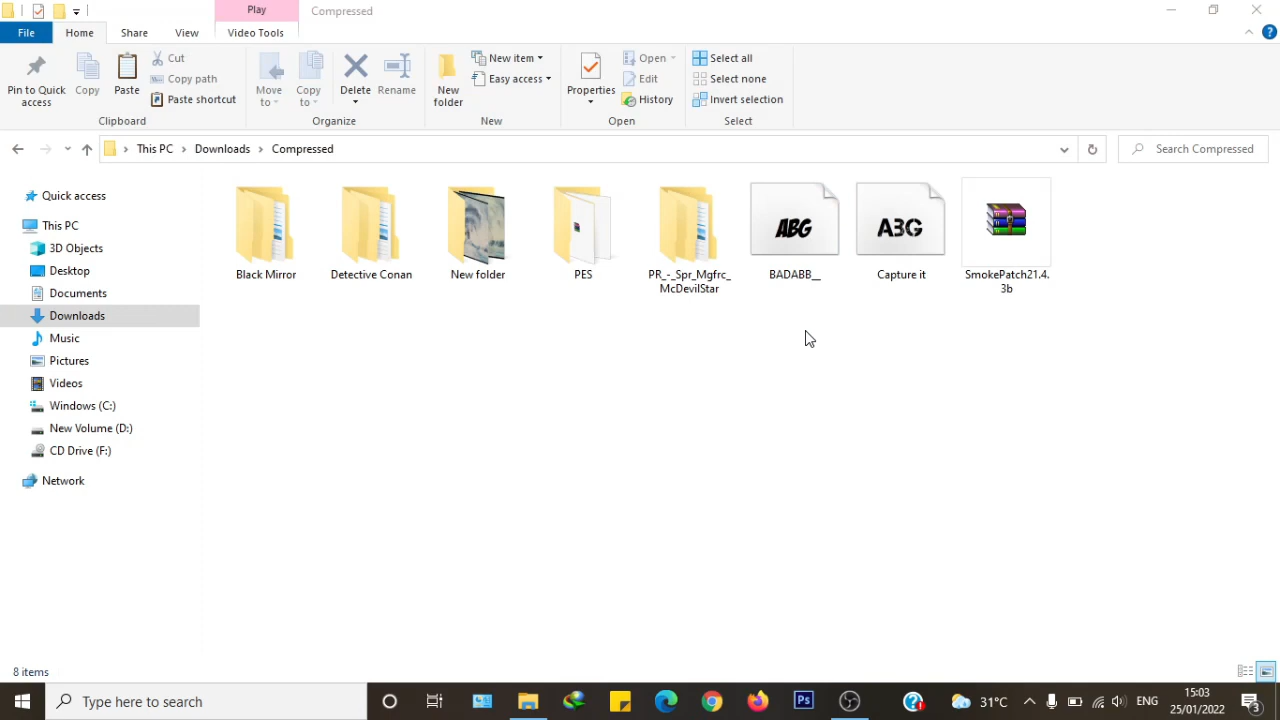 Play
Compressed
File
Home
Share
View
Video Tools
Pin to Quick access
Copy
Paste
Cut
Copy path
Paste shortcut
Clipboard
Move to
Copy to
Delete
Rename
Organize
New folder
New item
Easy access
New
Properties
Open
Edit
History
Open
Select all
Select none
Invert selection
Select
This PC > Downloads > Compressed
Search Compressed
Quick access
This PC
3D Objects
Desktop
Documents
Downloads
Music
Pictures
Videos
Windows (C:)
New Volume (D:)
CD Drive (F:)
Network
ABG
A3G
Black Mirror
Detective Conan
New folder
PES
PR_-_Spr_Mgfrc_
McDevilStar
BADABB__
Capture it
SmokePatch21.4.
3b
8 items
Type here to search
Ps
31°C
ENG
15:03
25/01/2022
3